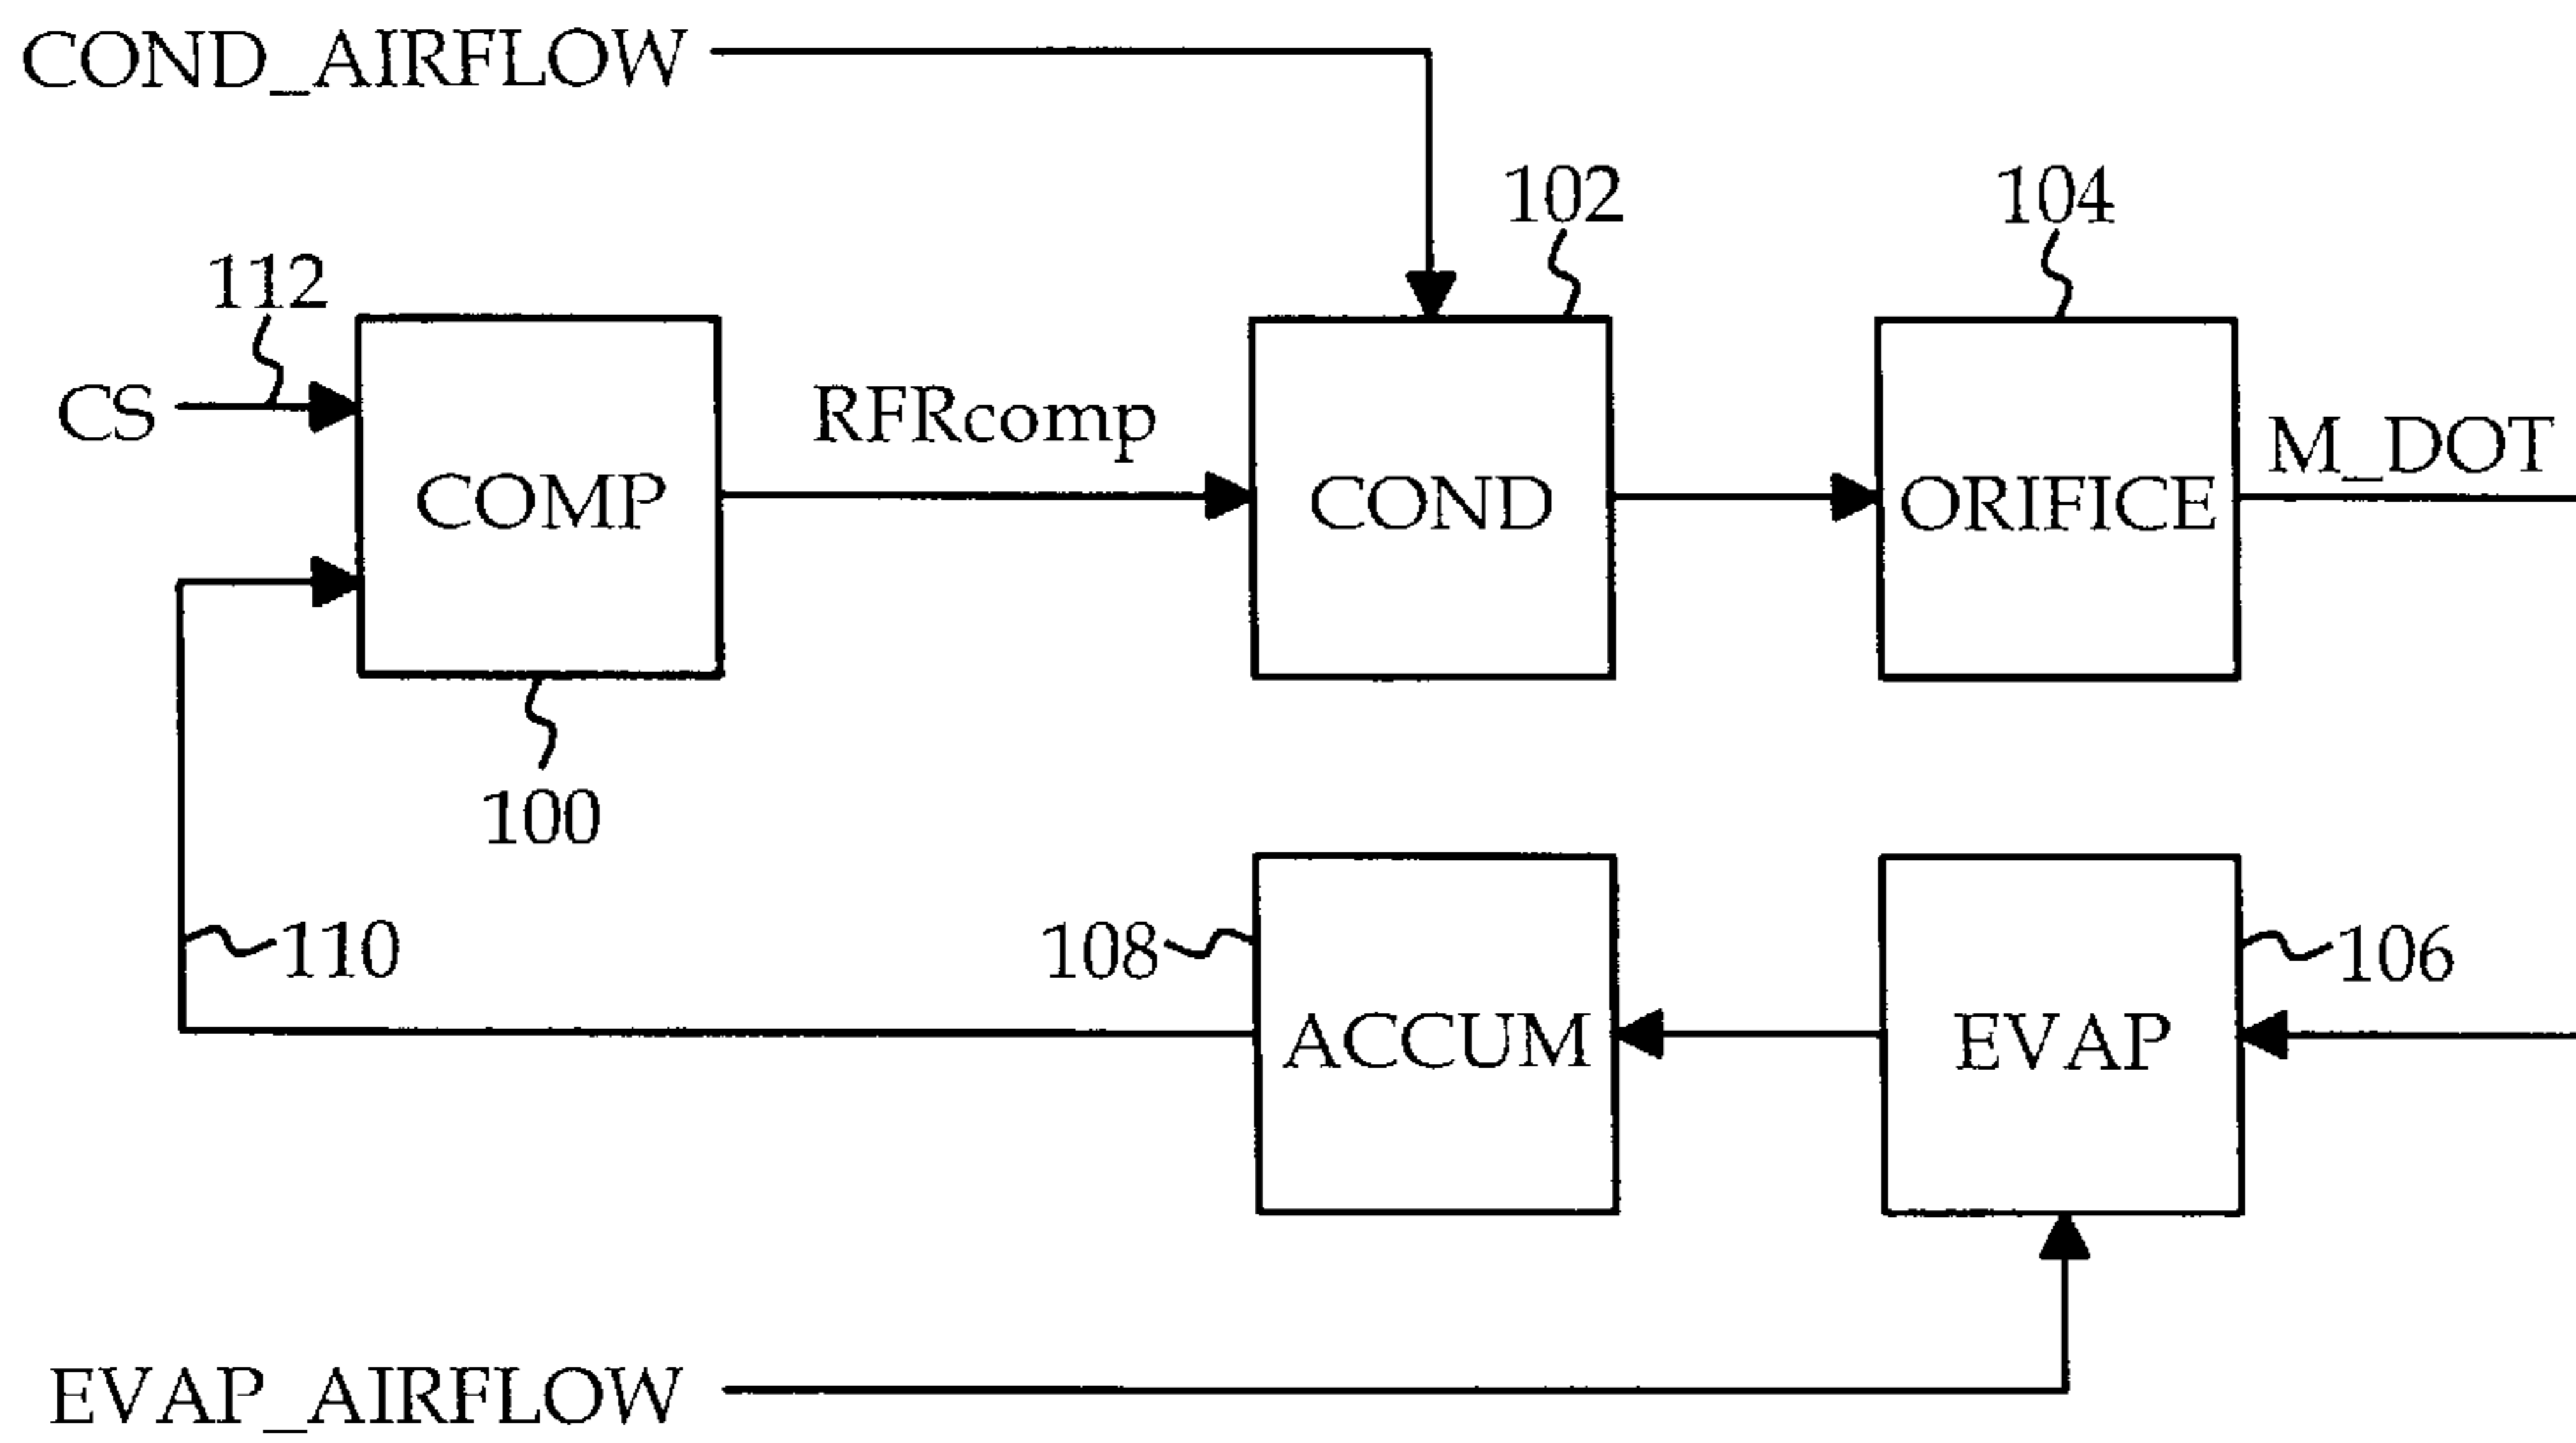 COND_AIRFLOW
102
104
112
CS
RFRcomp
M_DOT
COMP
COND
ORIFICE
100
110
108
106
ACCUM
EVAP
EVAP_AIRFLOW